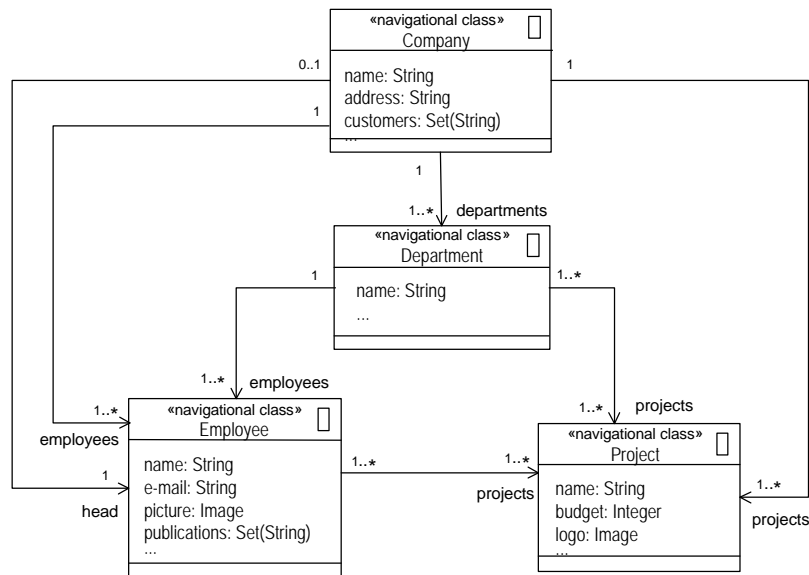 «navigational class»
Company
name: String
address: String
customers: Set(String)
...
0..1
1
1
1
1..*
departments
«navigational class»
Department
name: String
...
1
1..*
1..*
employees
1..*
projects
1..*
employees
1
head
«navigational class»
Employee
name: String
e-mail: String
picture: Image
publications: Set(String)
...
1..*
1..*
projects
«navigational class»
Project
name: String
budget: Integer
logo: Image
...
1..*
projects